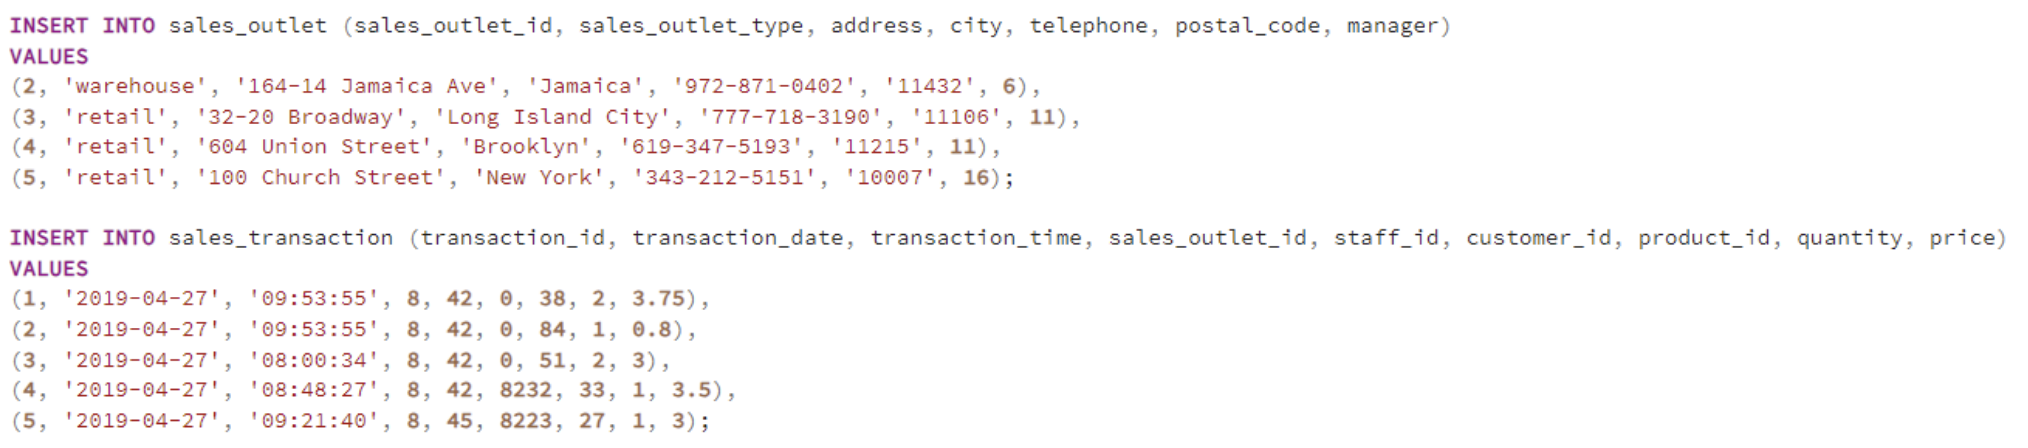 INSERT INTO sales_outlet (sales_outlet_id, sales_outlet_type, address, city, telephone, postal_code, manager)
VALUES
(2, 'warehouse', '164-14 Jamaica Ave', 'Jamaica', '972-871-0402', '11432', 6),
(3, 'retail', '32-20 Broadway', 'Long Island City', '777-718-3190', '11106', 11),
(4, 'retail', '604 Union Street', 'Brooklyn', '619-347-5193', '11215', 11),
(5, 'retail', '100 Church Street', 'New York', '343-212-5151', '10007', 16);
INSERT INTO sales_transaction (transaction_id, transaction_date, transaction_time, sales_outlet_id, staff_id, customer_id, product_id, quantity, price)
VALUES
(1, '2019-04-27', '09:53:55', 8, 42, 0, 38, 2, 3.75),
(2, '2019-04-27', '09:53:55', 8, 42, 0, 84, 1, 0.8),
(3, '2019-04-27', '08:00:34', 8, 42, 0, 51, 2, 3),
(4, '2019-04-27', '08:48:27', 8, 42, 8232, 33, 1, 3.5),
(5, '2019-04-27', '09:21:40', 8, 45, 8223, 27, 1, 3);